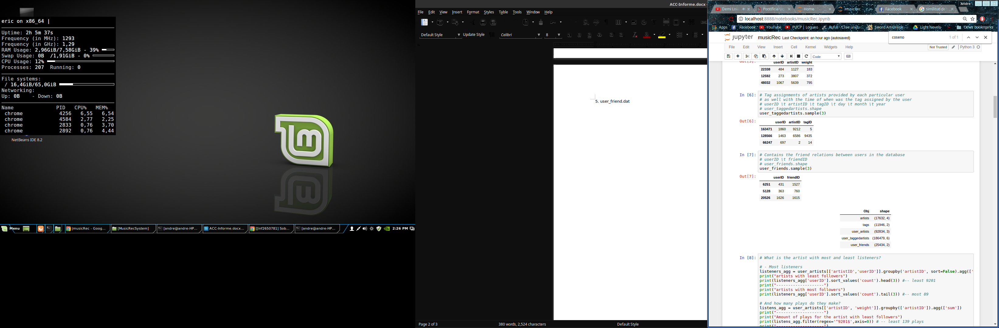 eric on x86_64 |
Uptime: 2h 5m 37s
Frequency (in MHz): 1293
Frequency (in GHz): 1,29
RAM Usage: 2,96GiB/7,58GiB - 39%
Swap Usage: 0B /1,91GiB - 0%
CPU Usage: 12%
Processes: 207 Running: 0
File systems:
/ 16,4GiB/65,0GiB
Networking:
Up: 0B - Down: 0B
Name PID CPU% MEM%
chrome 4256 6,55 6,54
chrome 4584 2,77 2,25
chrome 2833 0,76 3,70
chrome 2892 0,76 4,44
NetBeans IDE 8.2
Menu
[musicRec - Goog...
[MusicRecSystem]
[andre@andre-HP...
ACC-Informe.docx...
[[inf2650781] Sob...
[andre@andre-HP...
2:26 PM
ACC-Informe.docx
File Edit View Insert Format Styles Table Tools Window Help
Default Style Update Style Calibri 8
5. user_friend.dat
Page 2 of 3 380 words, 2,524 characters Default Style
Demi Lov Pontificia Home musicRec Facebook similitud de Andre
localhost:8888/notebooks/musicRec.ipynb
Apps Facebook YouTube PUCP | Logueo Rufus - Cree unidad Sword Art Online Light Novels Other bookmarks
coseno 1 of 1
jupyter musicRec Last Checkpoint: an hour ago (autosaved)
File Edit View Insert Cell Kernel Widgets Help Not Trusted Python 3
Code
Out[5]: userID artistID weight
22338 484 1127 183
12592 273 3807 372
48032 1067 5639 795
In [6]: # Tag assignments of artists provided by each particular user
# as well with the time of when was the tag assigned by the user
# userID \t artistID \t tagID \t day \t month \t year
# user_taggedartists.shape
user_taggedartists.sample(3)
Out[6]: userID artistID tagID
163471 1860 9212 5
128566 1463 6586 9435
66247 697 2 14
In [7]: # Contains the friend relations between users in the database
# userID \t friendID
# user_friends.shape
user_friends.sample(3)
Out[7]: userID friendID
6251 431 1527
5128 363 760
20526 1626 1615
Obj shape
artists (17632, 4)
tags (11946, 2)
user_artists (92834, 3)
user_taggedartists (186479, 6)
user_friends (25434, 2)
In [8]: # What is the artist with most and least listeners?
# - Most listeners
listeners_agg = user_artists[['artistID','userID']].groupby('artistID', sort=False).agg(['
print("artists with least followers")
print(listeners_agg['userID'].sort_values('count').head(3)) #-- least 9201
print("--------------------")
print("artists with most followers")
print(listeners_agg['userID'].sort_values('count').tail(3)) #-- most 89
# And how many plays do they make?
listens_agg = user_artists[['artistID', 'weight']].groupby(['artistID']).agg(['sum'])
print("--------------------")
print("Amount of plays for the artist with least followers")
print(listens_agg.filter(regex='^9201$',axis=0)) # -- least 139 plays
print("--------------------")